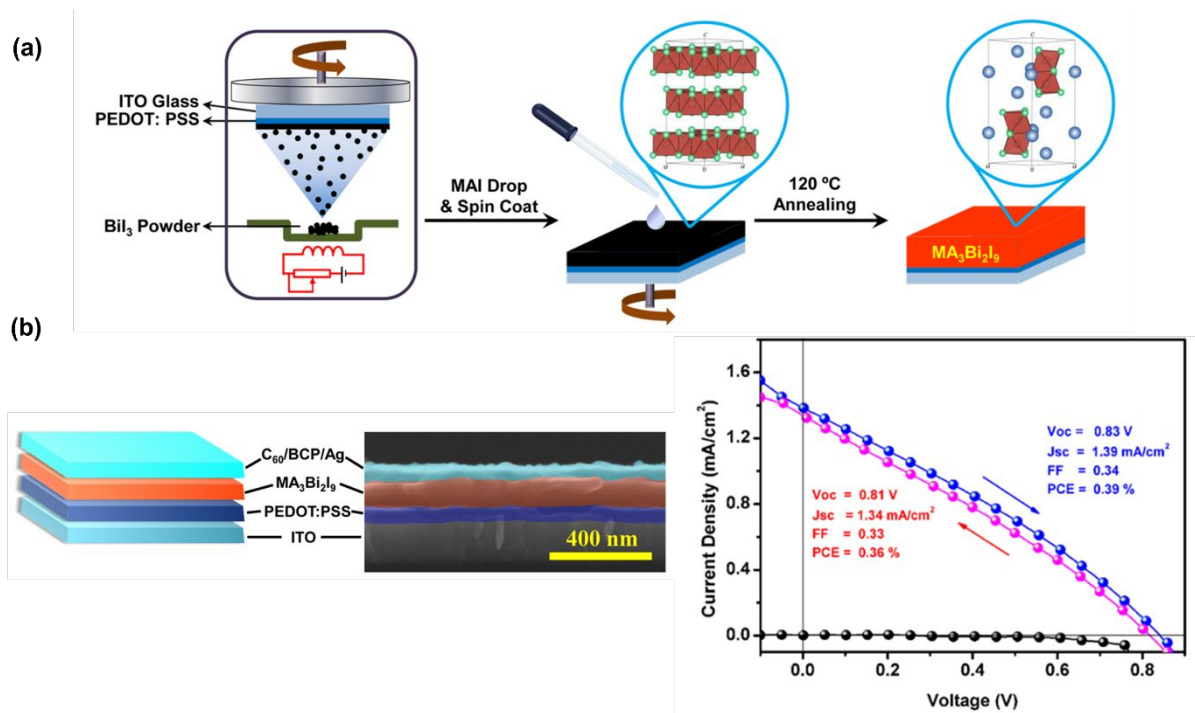 (a)
ITO Glass
PEDOT: PSS
BiI₃ Powder
MAI Drop
& Spin Coat
c
a
0
a
120 ºC
Annealing
c
a
0
a
MA₃Bi₂I₉
(b)
C₆₀/BCP/Ag
MA₃Bi₂I₉
PEDOT:PSS
ITO
400 nm
Current Density (mA/cm²)
1.6
1.2
0.8
0.4
0.0
Voc = 0.83 V
Jsc = 1.39 mA/cm²
FF = 0.34
PCE = 0.39 %
Voc = 0.81 V
Jsc = 1.34 mA/cm²
FF = 0.33
PCE = 0.36 %
0.0 0.2 0.4 0.6 0.8
Voltage (V)